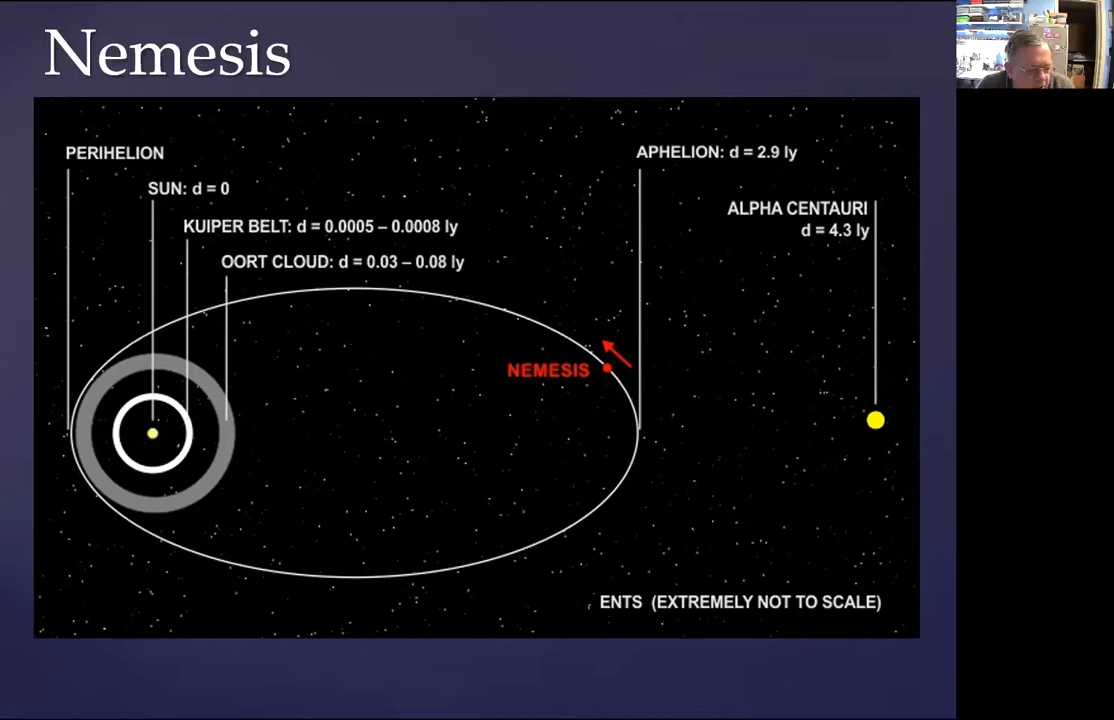 Nemesis
PERIHELION
APHELION: d = 2.9 ly
SUN: d = 0
ALPHA CENTAURI
d = 4.3 ly
KUIPER BELT: d = 0.0005 – 0.0008 ly
OORT CLOUD: d = 0.03 – 0.08 ly
NEMESIS
ENTS (EXTREMELY NOT TO SCALE)